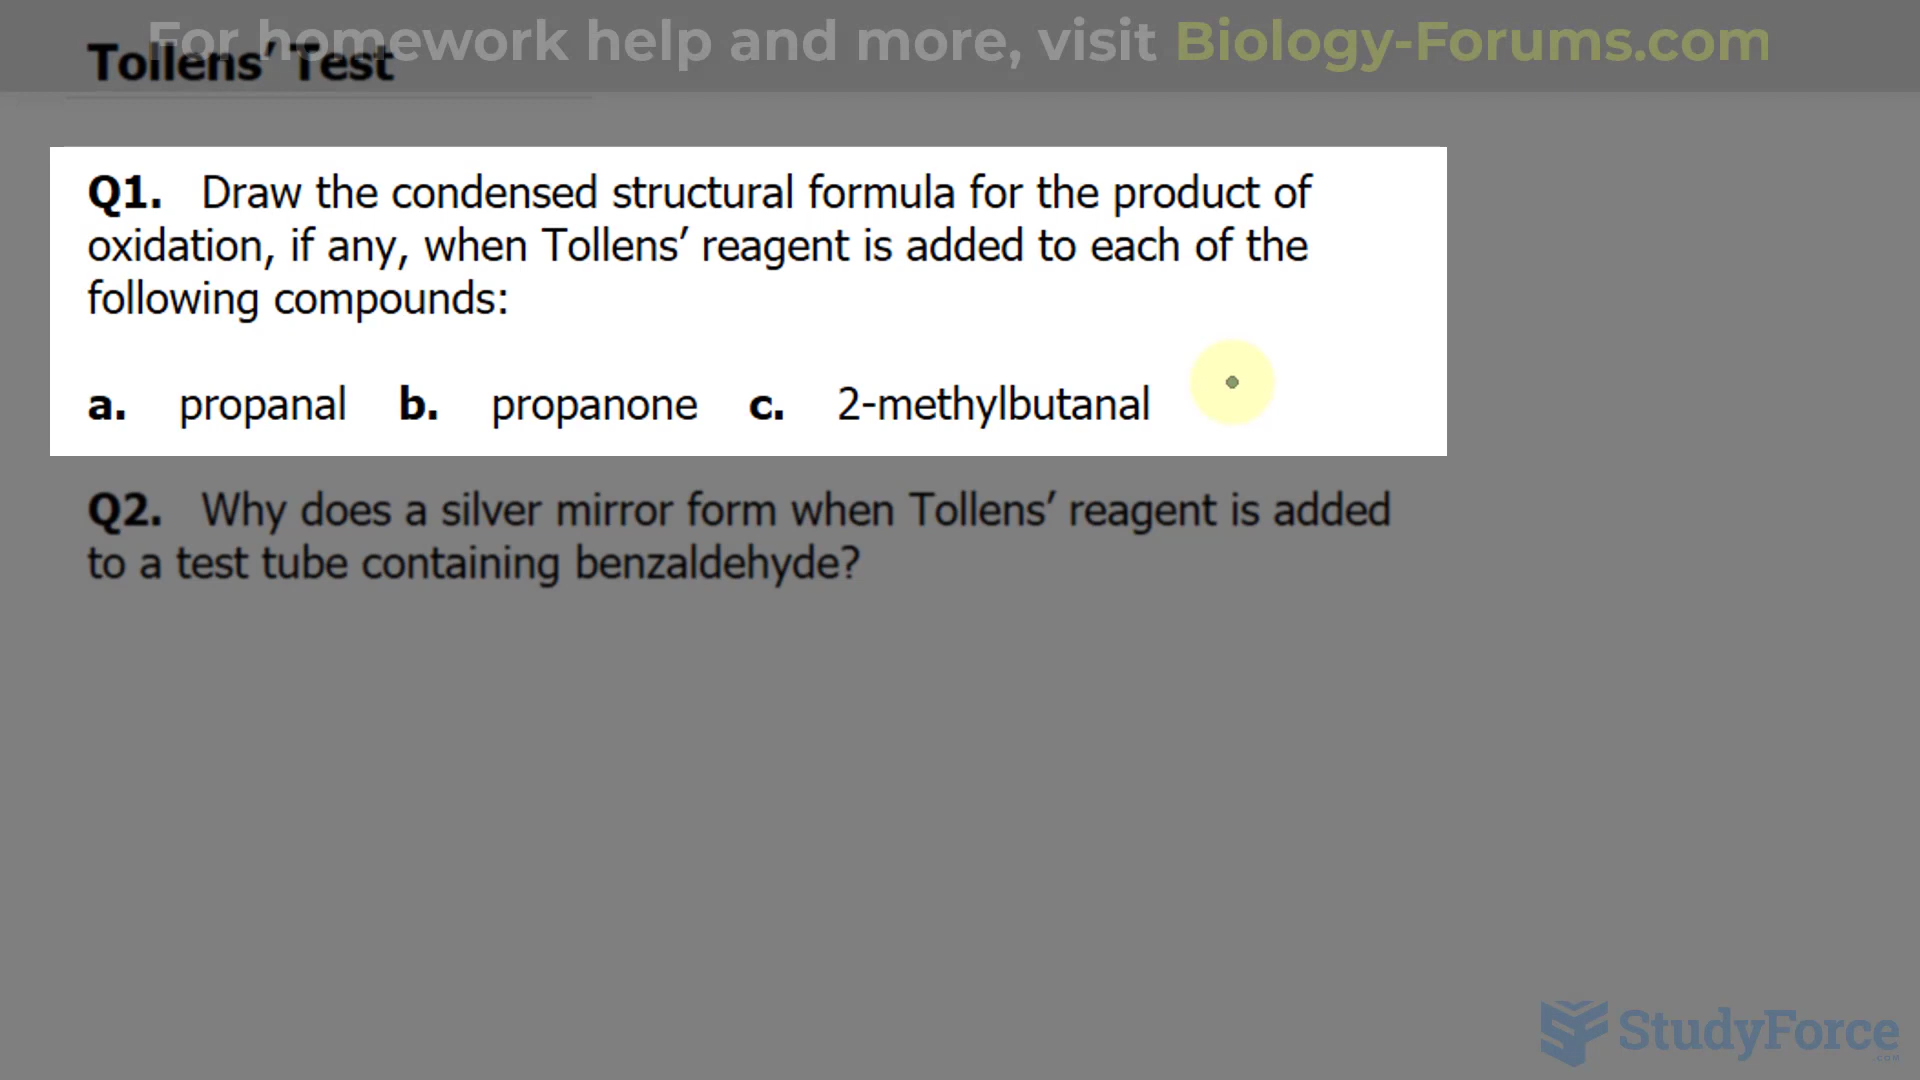 For homework help and more, visit Biology-Forums.com
Tollens’ Test
Q1. Draw the condensed structural formula for the product of
oxidation, if any, when Tollens’ reagent is added to each of the
following compounds:
a. propanal b. propanone c. 2-methylbutanal
Q2. Why does a silver mirror form when Tollens’ reagent is added
to a test tube containing benzaldehyde?
StudyForce
.com